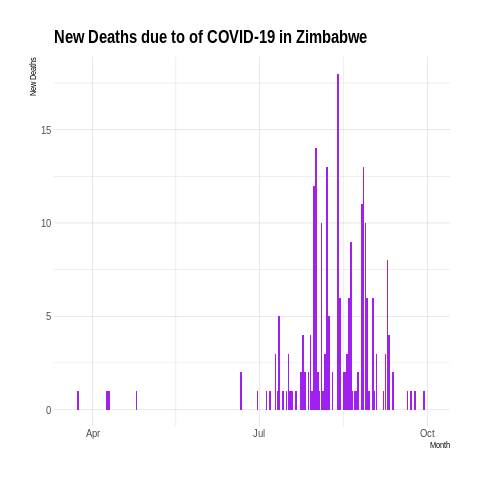 New Deaths due to of COVID-19 in Zimbabwe
New Deaths
15
10
5
0
Apr
Jul
Oct
Month